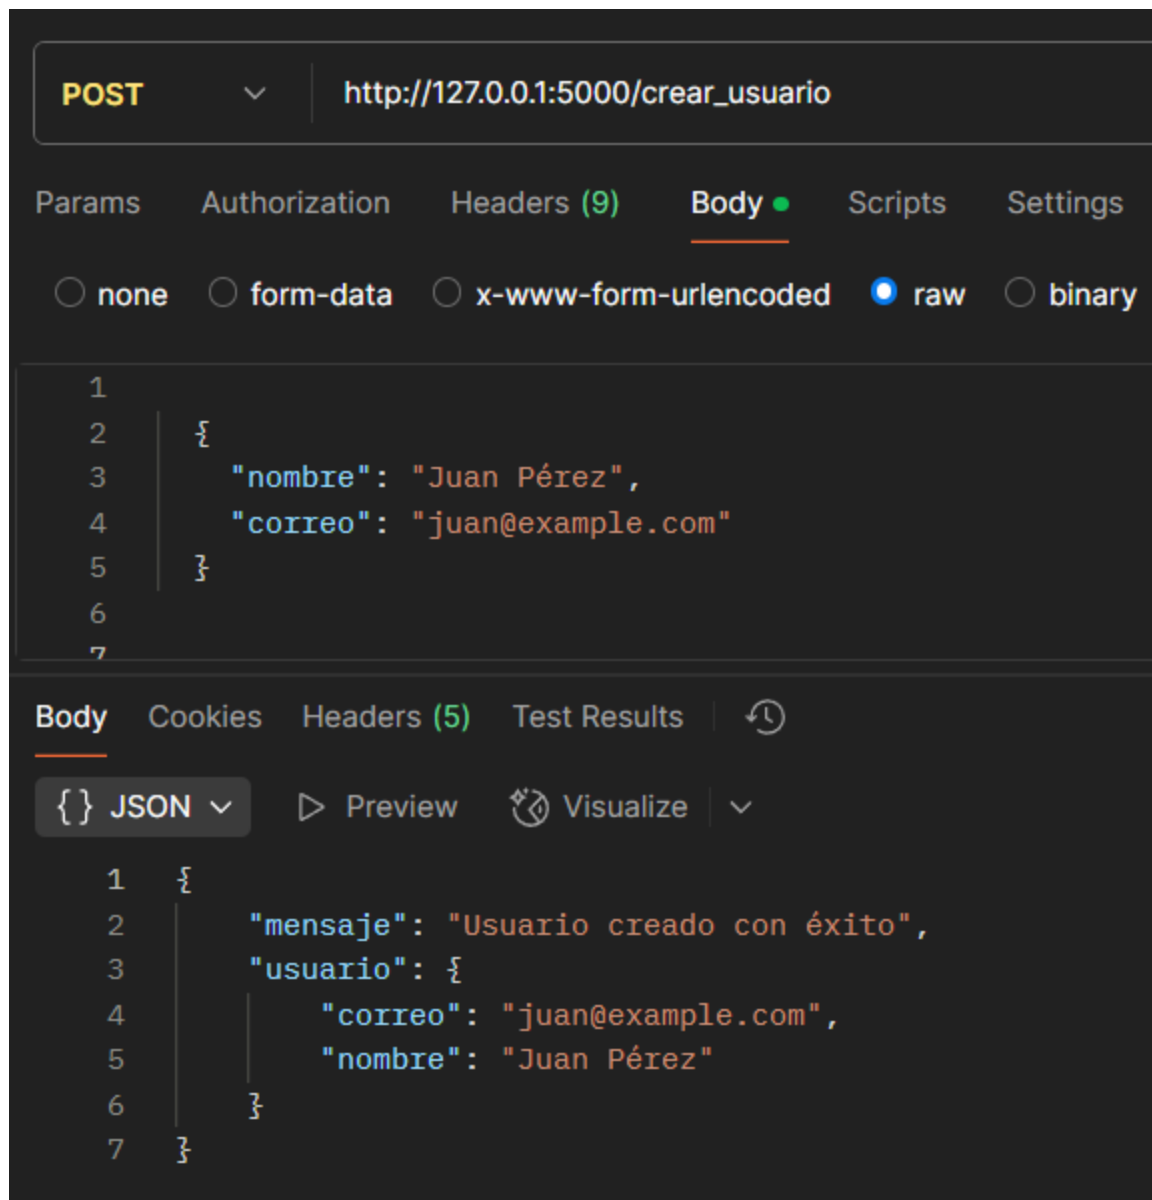 POST http://127.0.0.1:5000/crear_usuario
Params Authorization Headers (9) Body Scripts Settings
none form-data x-www-form-urlencoded raw binary
1
2 {
3 "nombre": "Juan Pérez",
4 "correo": "juan@example.com"
5 }
6
7
Body Cookies Headers (5) Test Results
{} JSON Preview Visualize
1 {
2 "mensaje": "Usuario creado con éxito",
3 "usuario": {
4 "correo": "juan@example.com",
5 "nombre": "Juan Pérez"
6 }
7 }